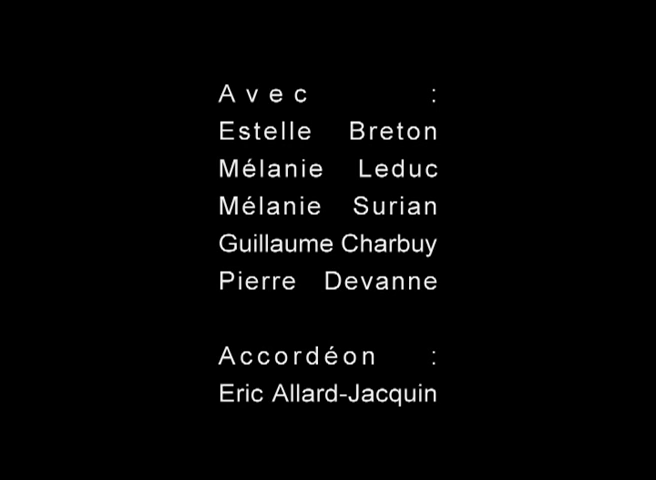 Avec :
Estelle Breton
Mélanie Leduc
Mélanie Surian
Guillaume Charbuy
Pierre Devanne
Accordéon :
Eric Allard-Jacquin